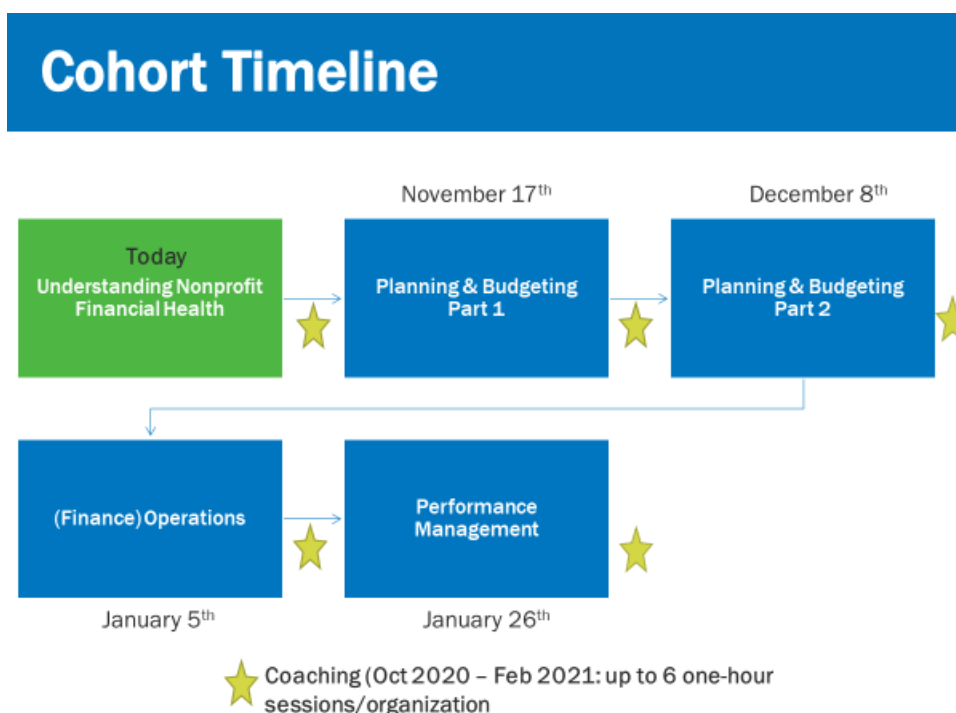 Cohort Timeline
November 17th
December 8th
Today
Understanding Nonprofit
Financial Health
Planning & Budgeting
Part 1
Planning & Budgeting
Part 2
(Finance) Operations
Performance
Management
January 5th
January 26th
Coaching (Oct 2020 – Feb 2021: up to 6 one-hour
sessions/organization